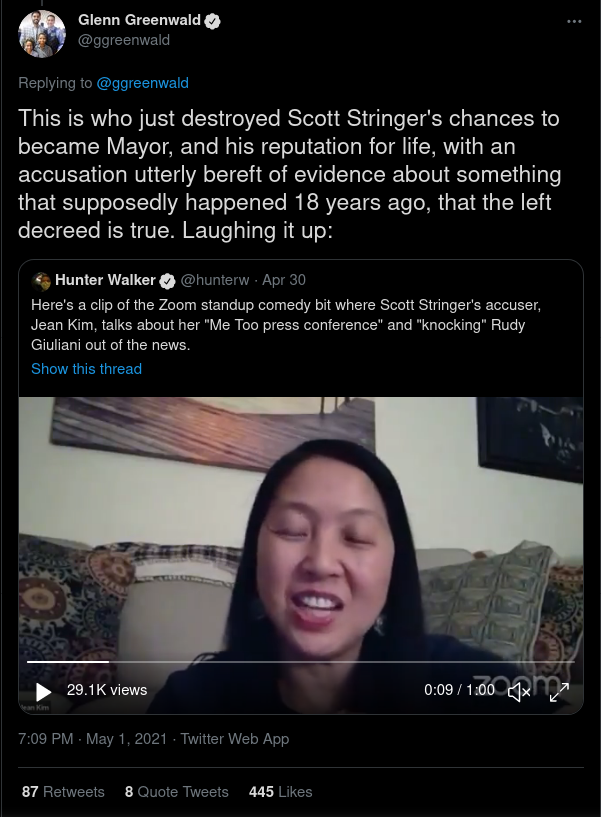 Glenn Greenwald
@ggreenwald
Replying to @ggreenwald
This is who just destroyed Scott Stringer's chances to
became Mayor, and his reputation for life, with an
accusation utterly bereft of evidence about something
that supposedly happened 18 years ago, that the left
decreed is true. Laughing it up:
Hunter Walker @hunterw · Apr 30
Here's a clip of the Zoom standup comedy bit where Scott Stringer's accuser,
Jean Kim, talks about her "Me Too press conference" and "knocking" Rudy
Giuliani out of the news.
Show this thread
29.1K views
0:09 / 1:00
zoom
Jean Kim
7:09 PM · May 1, 2021 · Twitter Web App
87 Retweets 8 Quote Tweets 445 Likes